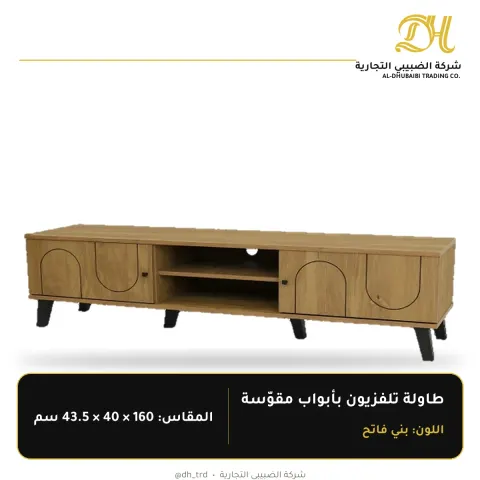 DH
شركة الضبيبي التجارية
AL-DHUBAIBI TRADING CO.
طاولة تلفزيون بأبواب مقوّسة
اللون: بني فاتح
المقاس: 160 × 40 × 43.5 سم
شركة الضبيبي التجارية • @dh_trd